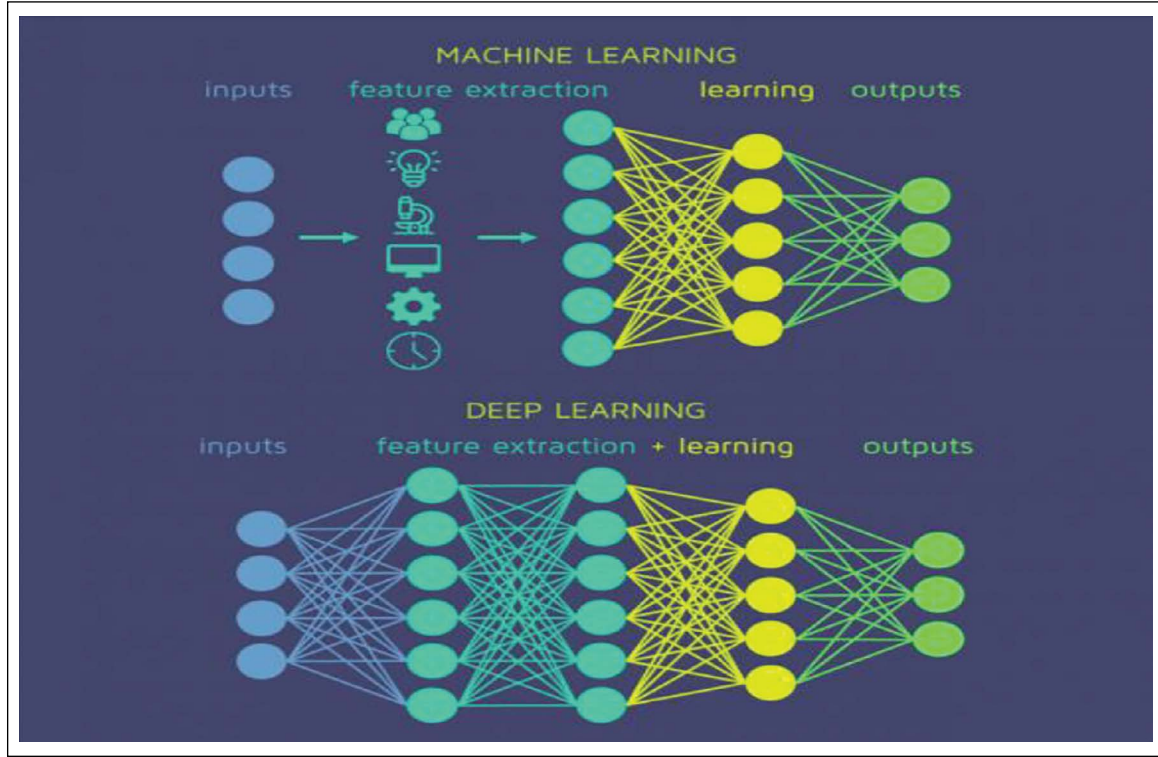 MACHINE LEARNING
inputs feature extraction learning outputs
DEEP LEARNING
inputs feature extraction + learning outputs